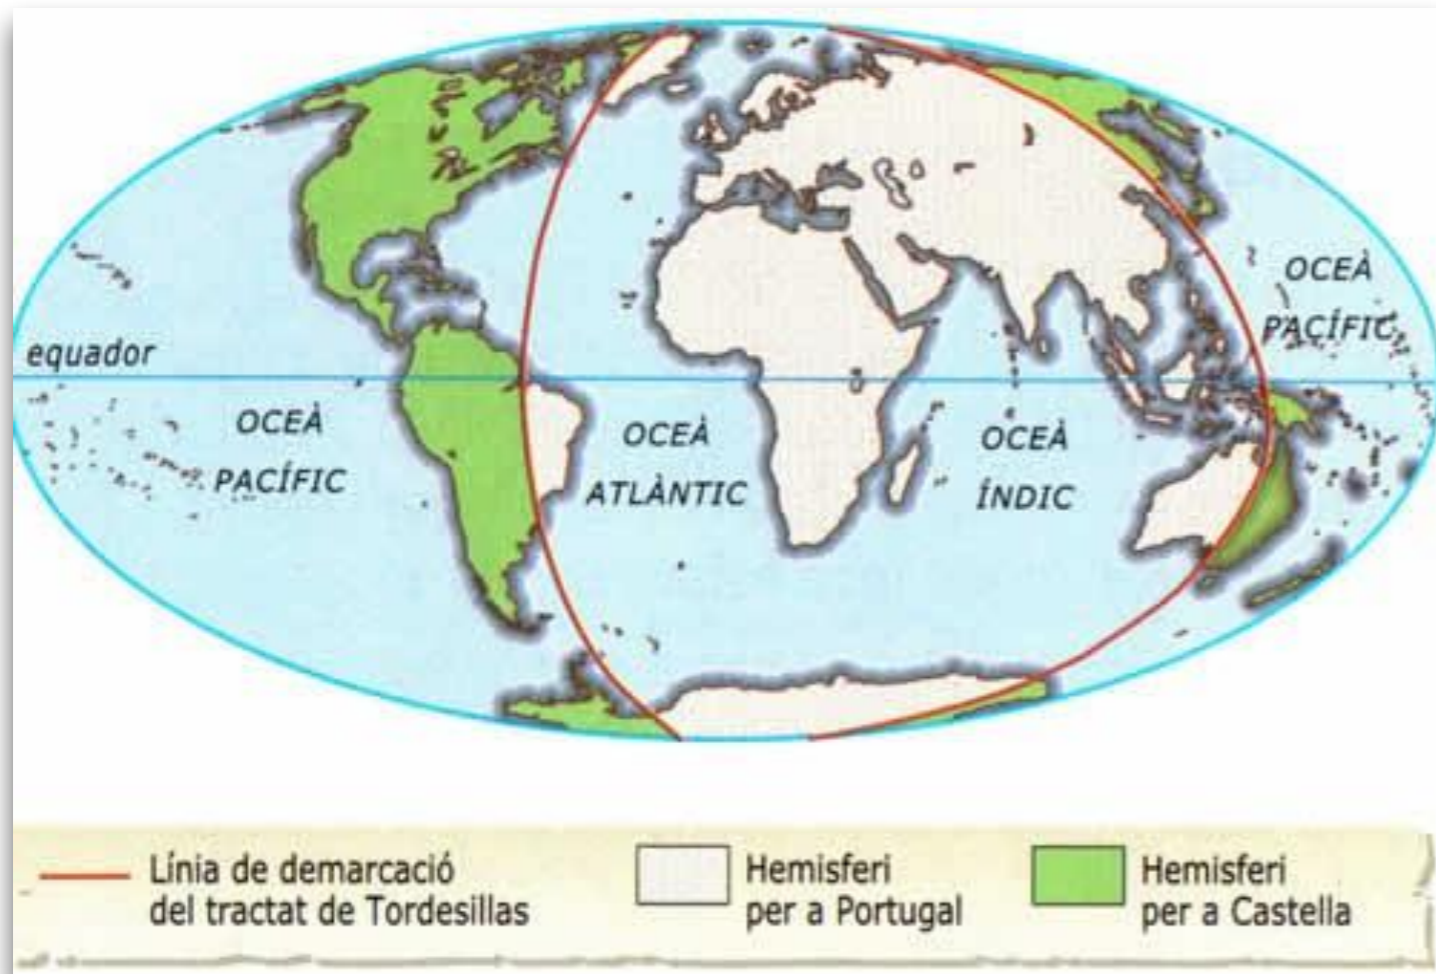 OCEÀ
PACÍFIC
equador
OCEÀ
PACÍFIC
OCEÀ
ATLÀNTIC
OCEÀ
ÍNDIC
Línia de demarcació
del tractat de Tordesillas
Hemisferi
per a Portugal
Hemisferi
per a Castella